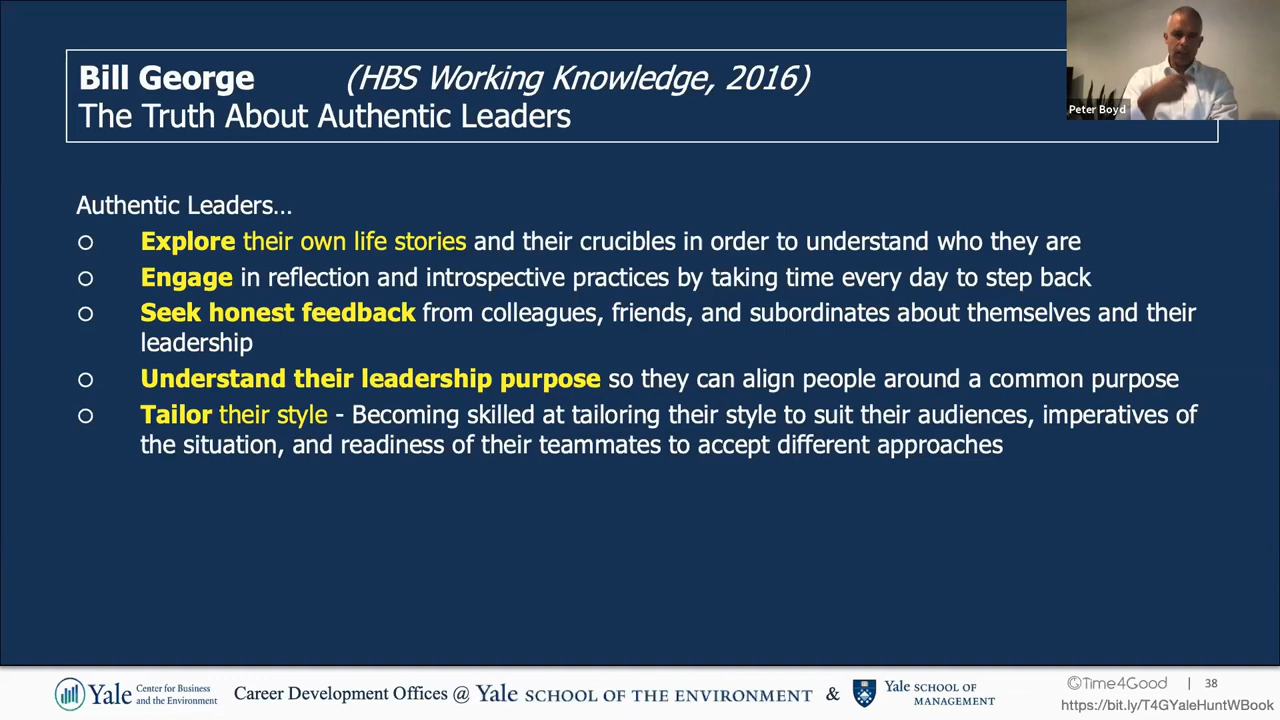 Bill George (HBS Working Knowledge, 2016)
The Truth About Authentic Leaders
Peter Boyd
Authentic Leaders...
Explore their own life stories and their crucibles in order to understand who they are
Engage in reflection and introspective practices by taking time every day to step back
Seek honest feedback from colleagues, friends, and subordinates about themselves and their
leadership
Understand their leadership purpose so they can align people around a common purpose
Tailor their style - Becoming skilled at tailoring their style to suit their audiences, imperatives of
the situation, and readiness of their teammates to accept different approaches
Yale Center for Business
and the Environment
Career Development Offices @ Yale SCHOOL OF THE ENVIRONMENT &
Yale SCHOOL OF
MANAGEMENT
©Time4Good | 38
https://bit.ly/T4GYaleHuntWBook